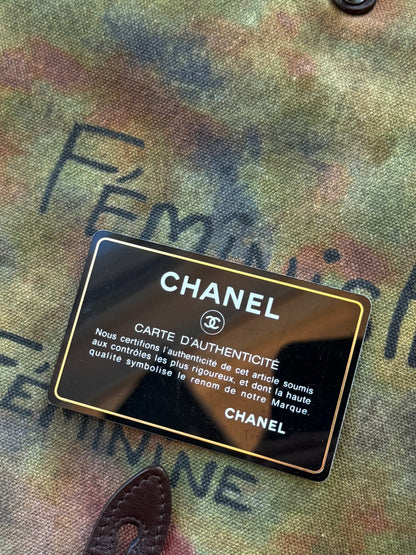 FÉMINIS
CHANEL
CARTE D'AUTHENTICITÉ
Nous certifions l'authenticité de cet article soumis
aux contrôles les plus rigoureux, et dont la haute
qualité symbolise le renom de notre Marque.
CHANEL
FÉMININE